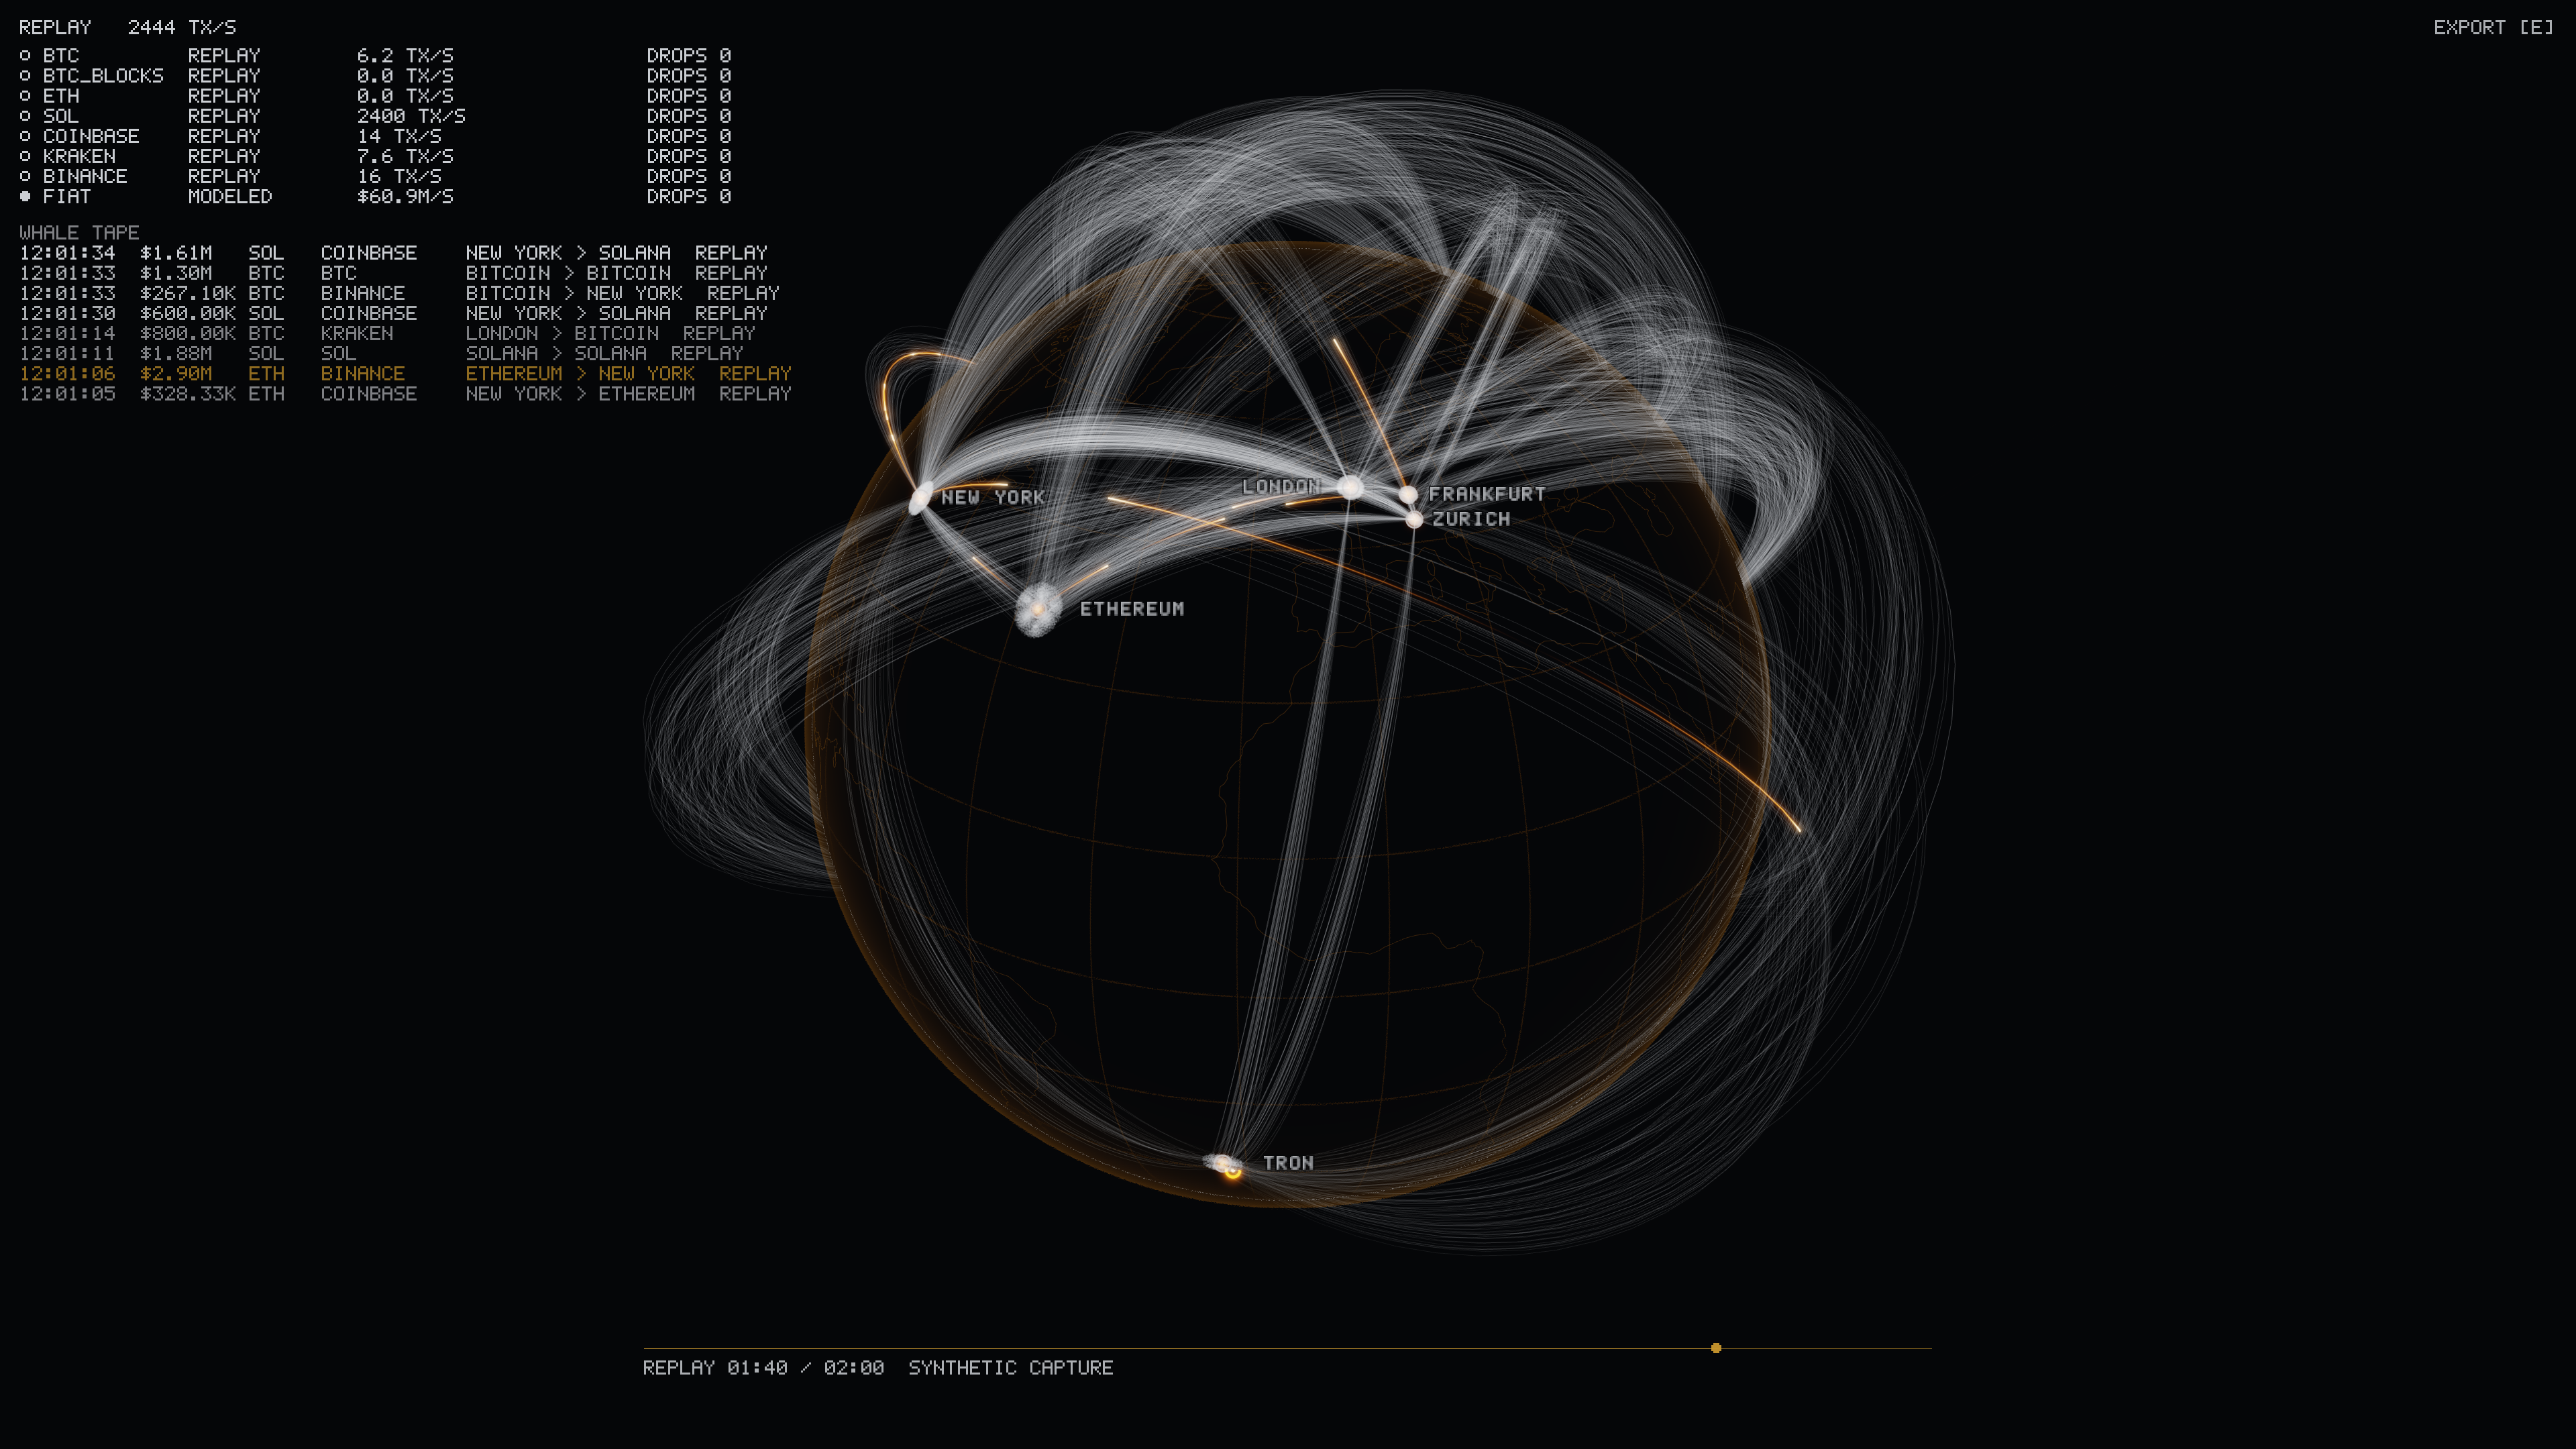 REPLAY 2444 TX/S
EXPORT [E]
BTC REPLAY 6.2 TX/S DROPS 0
BTC_BLOCKS REPLAY 0.0 TX/S DROPS 0
ETH REPLAY 0.0 TX/S DROPS 0
SOL REPLAY 2400 TX/S DROPS 0
COINBASE REPLAY 14 TX/S DROPS 0
KRAKEN REPLAY 7.6 TX/S DROPS 0
BINANCE REPLAY 16 TX/S DROPS 0
FIAT MODELED $60.9M/S DROPS 0
WHALE TAPE
12:01:34 $1.61M SOL COINBASE NEW YORK > SOLANA REPLAY
12:01:33 $1.30M BTC BTC BITCOIN > BITCOIN REPLAY
12:01:33 $267.10K BTC BINANCE BITCOIN > NEW YORK REPLAY
12:01:30 $600.00K SOL COINBASE NEW YORK > SOLANA REPLAY
12:01:14 $800.00K BTC KRAKEN LONDON > BITCOIN REPLAY
12:01:11 $1.88M SOL SOL SOLANA > SOLANA REPLAY
12:01:06 $2.90M ETH BINANCE ETHEREUM > NEW YORK REPLAY
12:01:05 $328.33K ETH COINBASE NEW YORK > ETHEREUM REPLAY
LONDON
FRANKFURT
NEW YORK
ZURICH
ETHEREUM
TRON
REPLAY 01:40 / 02:00 SYNTHETIC CAPTURE